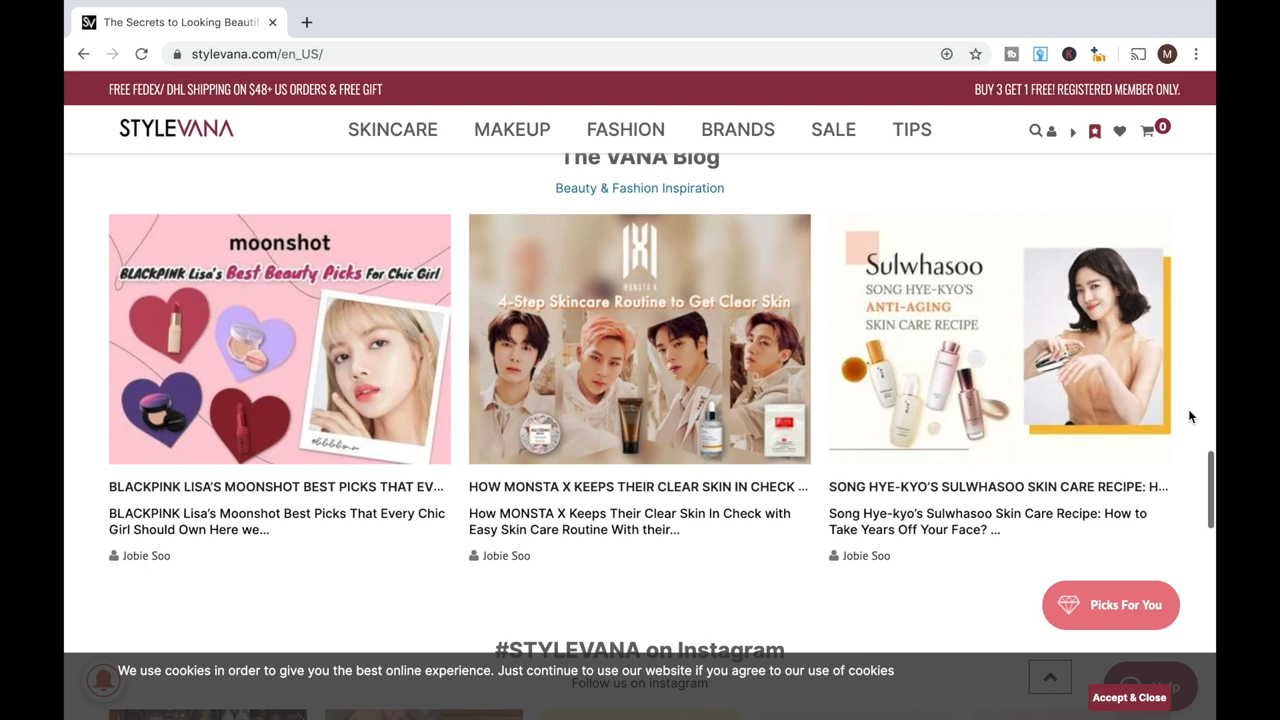 The Secrets to Looking Beautif
stylevana.com/en_US/
M
FREE FEDEX/ DHL SHIPPING ON $48+ US ORDERS & FREE GIFT
BUY 3 GET 1 FREE! REGISTERED MEMBER ONLY.
STYLEVANA
SKINCARE
MAKEUP
FASHION
BRANDS
SALE
TIPS
0
The VANA Blog
Beauty & Fashion Inspiration
moonshot
BLACKPINK Lisa's Best Beauty Picks For Chic Girl
MONSTA X
4-Step Skincare Routine to Get Clear Skin
Sulwhasoo
SONG HYE-KYO'S
ANTI-AGING
SKIN CARE RECIPE
BLACKPINK LISA'S MOONSHOT BEST PICKS THAT EV...
BLACKPINK Lisa's Moonshot Best Picks That Every Chic
Girl Should Own Here we...
Jobie Soo
HOW MONSTA X KEEPS THEIR CLEAR SKIN IN CHECK ...
How MONSTA X Keeps Their Clear Skin In Check with
Easy Skin Care Routine With their...
Jobie Soo
SONG HYE-KYO'S SULWHASOO SKIN CARE RECIPE: H...
Song Hye-kyo's Sulwhasoo Skin Care Recipe: How to
Take Years Off Your Face? ...
Jobie Soo
Picks For You
#STYLEVANA on Instagram
We use cookies in order to give you the best online experience. Just continue to use our website if you agree to our use of cookies
Follow us on instagram
Help
Accept & Close